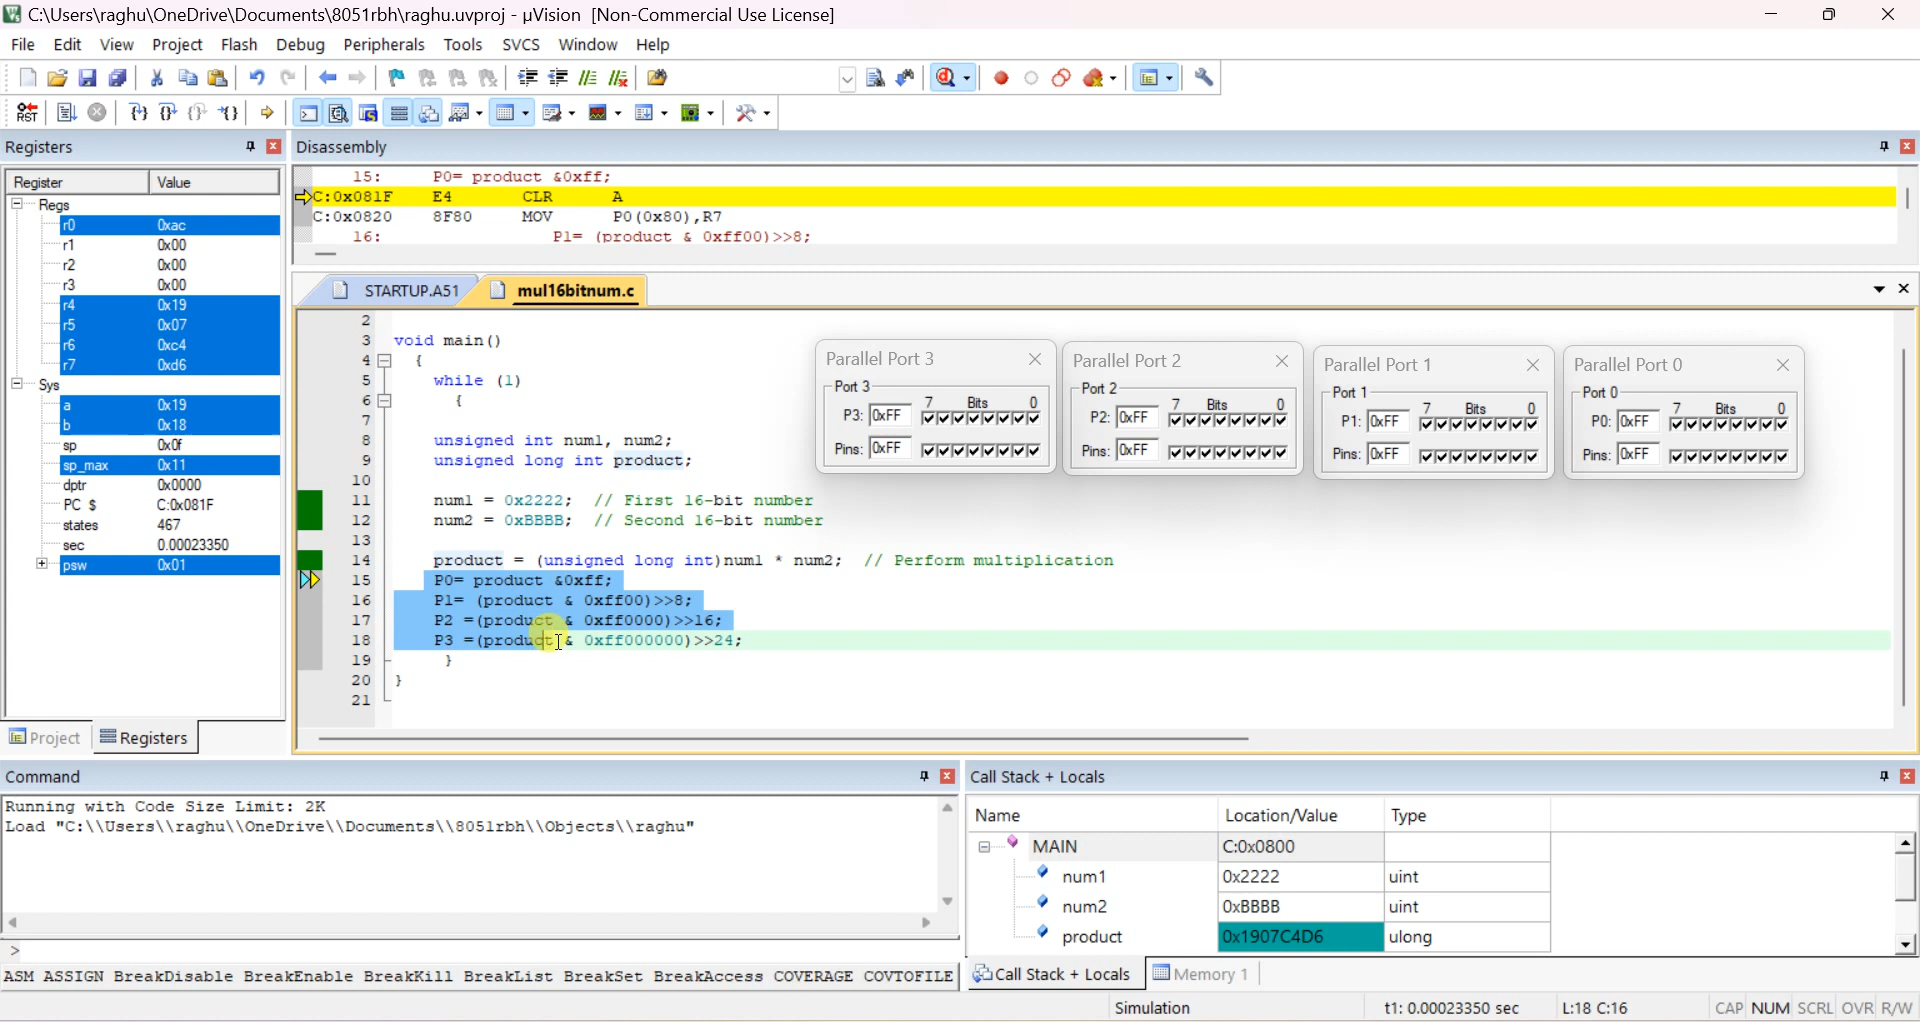 C:\Users\raghu\OneDrive\Documents\8051rbh\raghu.uvproj - µVision [Non-Commercial Use License]
File Edit View Project Flash Debug Peripherals Tools SVCS Window Help
RST
Registers
Register Value
Regs
r0 0xac
r1 0x00
r2 0x00
r3 0x00
r4 0x19
r5 0x07
r6 0xc4
r7 0xd6
Sys
a 0x19
b 0x18
sp 0x0f
sp_max 0x11
dptr 0x0000
PC $ C:0x081F
states 467
sec 0.00023350
psw 0x01
Project Registers
Disassembly
15: P0= product &0xff;
C:0x081F E4 CLR A
C:0x0820 8F80 MOV P0(0x80),R7
16: P1= (product & 0xff00)>>8;
STARTUP.A51 mul16bitnum.c
2
3 void main()
4 {
5 while (1)
6 {
7
8 unsigned int num1, num2;
9 unsigned long int product;
10
11 num1 = 0x2222; // First 16-bit number
12 num2 = 0xBBBB; // Second 16-bit number
13
14 product = (unsigned long int)num1 * num2; // Perform multiplication
15 P0= product &0xff;
16 P1= (product & 0xff00)>>8;
17 P2 =(product & 0xff0000)>>16;
18 P3 =(product & 0xff000000)>>24;
19 }
20 }
21
Parallel Port 3
Port 3
7 Bits 0
P3: 0xFF
Pins: 0xFF
Parallel Port 2
Port 2
7 Bits 0
P2: 0xFF
Pins: 0xFF
Parallel Port 1
Port 1
7 Bits 0
P1: 0xFF
Pins: 0xFF
Parallel Port 0
Port 0
7 Bits 0
P0: 0xFF
Pins: 0xFF
Command
Running with Code Size Limit: 2K
Load "C:\\Users\\raghu\\OneDrive\\Documents\\8051rbh\\Objects\\raghu"
>
ASM ASSIGN BreakDisable BreakEnable BreakKill BreakList BreakSet BreakAccess COVERAGE COVTOFILE
Call Stack + Locals
Name Location/Value Type
MAIN C:0x0800
num1 0x2222 uint
num2 0xBBBB uint
product 0x1907C4D6 ulong
Call Stack + Locals Memory 1
Simulation t1: 0.00023350 sec L:18 C:16 CAP NUM SCRL OVR R/W